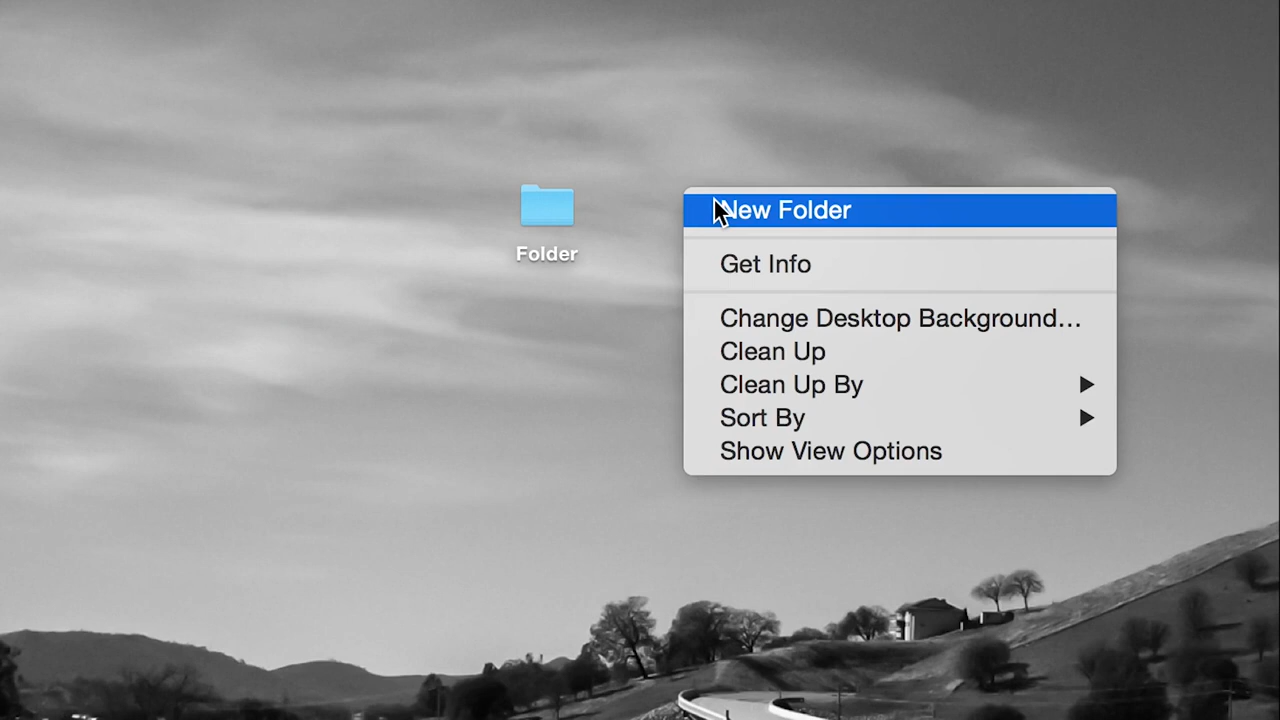 Folder
New Folder
Get Info
Change Desktop Background…
Clean Up
Clean Up By
Sort By
Show View Options